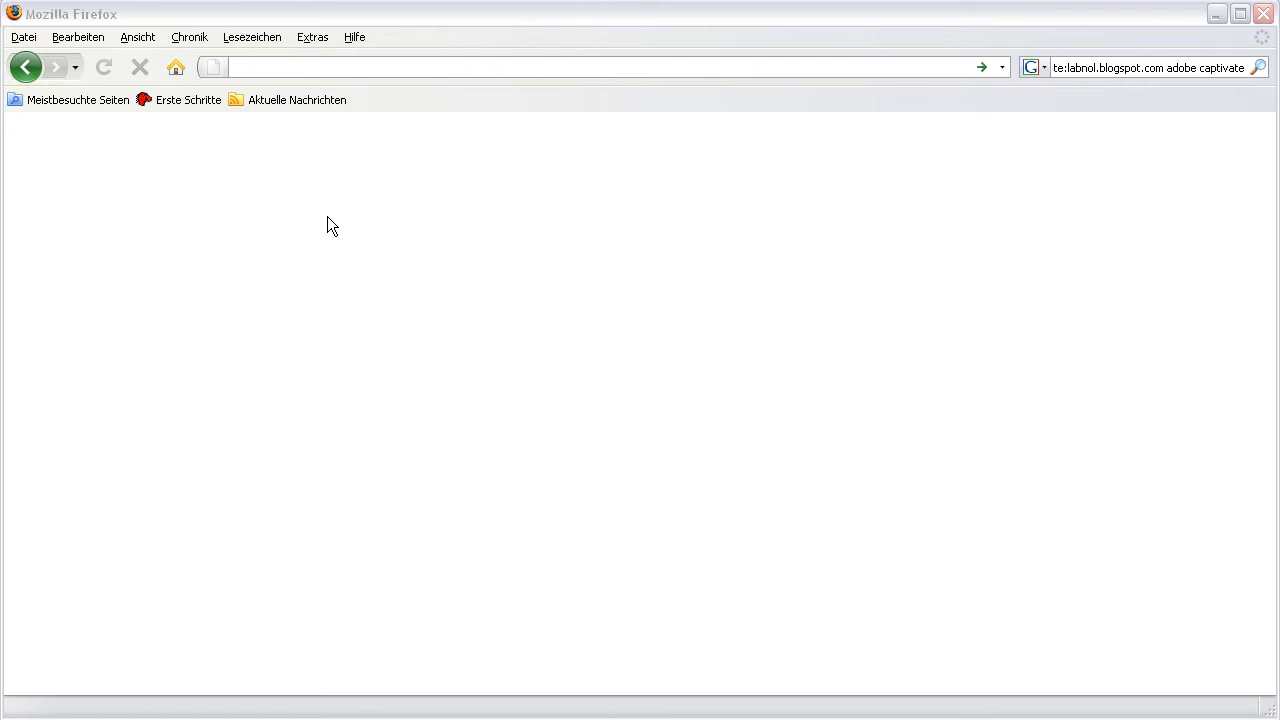 Mozilla Firefox
Datei Bearbeiten Ansicht Chronik Lesezeichen Extras Hilfe
G te:labnol.blogspot.com adobe captivate
Meistbesuchte Seiten Erste Schritte Aktuelle Nachrichten